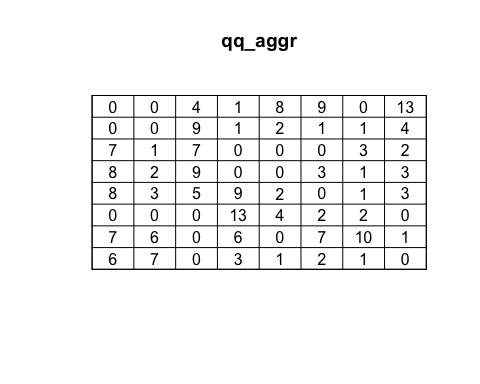 qq_aggr
0 0 4 1 8 9 0 13
0 0 9 1 2 1 1 4
7 1 7 0 0 0 3 2
8 2 9 0 0 3 1 3
8 3 5 9 2 0 1 3
0 0 0 13 4 2 2 0
7 6 0 6 0 7 10 1
6 7 0 3 1 2 1 0